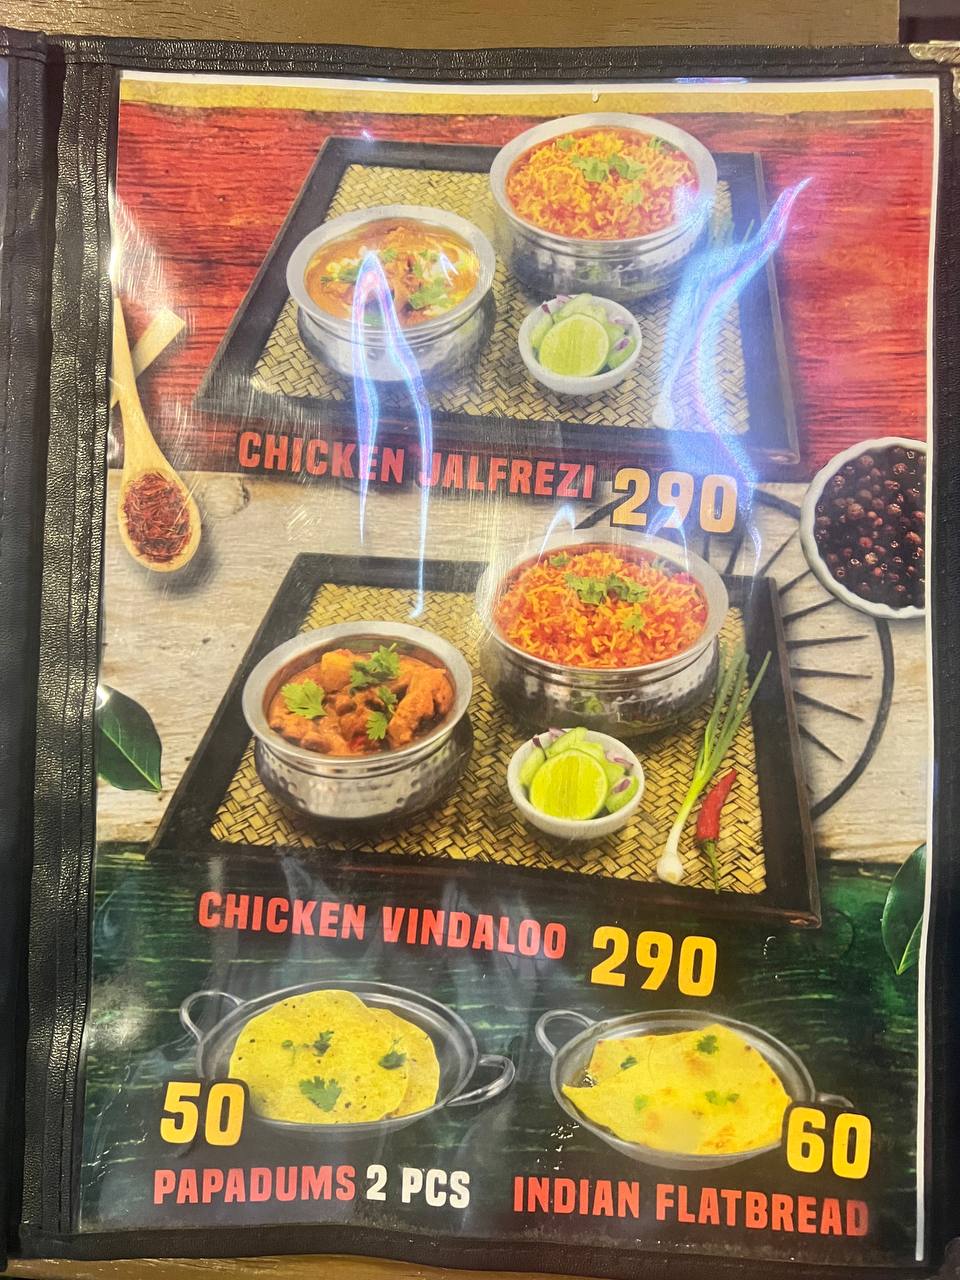 CHICKEN JALFREZI 290
CHICKEN VINDALOO 290
50
PAPADUMS 2 PCS
60
INDIAN FLATBREAD